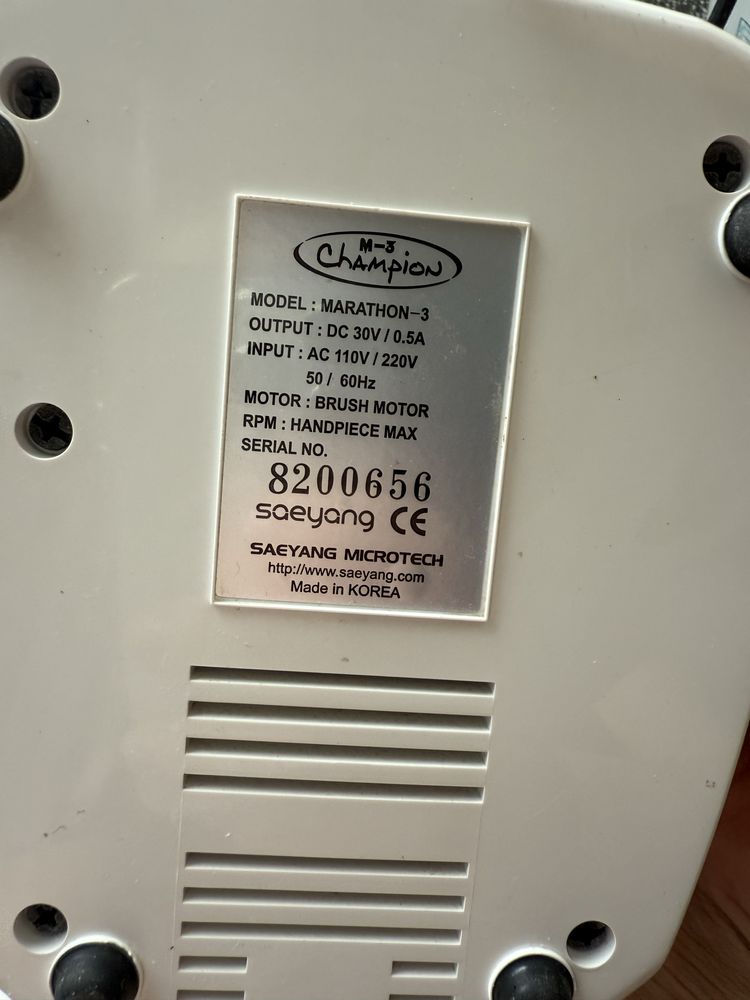 M-3
Champion
MODEL : MARATHON-3
OUTPUT : DC 30V / 0.5A
INPUT : AC 110V / 220V
50 / 60Hz
MOTOR : BRUSH MOTOR
RPM : HANDPIECE MAX
SERIAL NO.
8200656
saeyang CE
SAEYANG MICROTECH
http://www.saeyang.com
Made in KOREA